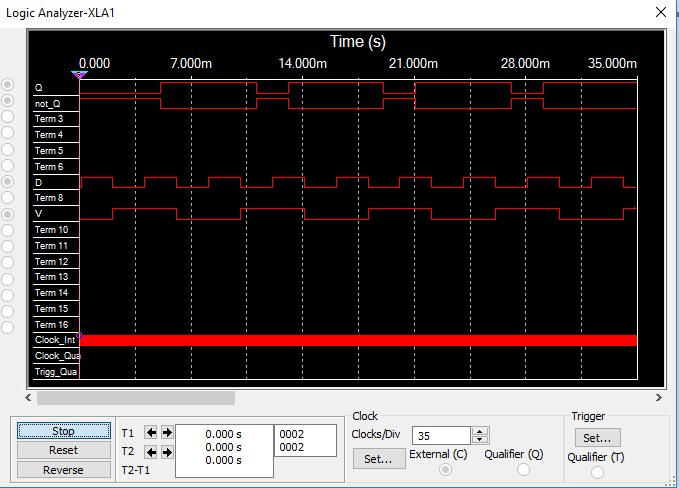 Logic Analyzer-XLA1
Time (s)
0.000 7.000m 14.000m 21.000m 28.000m 35.000m
Q
not_Q
Term 3
Term 4
Term 5
Term 6
D
Term 8
V
Term 10
Term 11
Term 12
Term 13
Term 14
Term 15
Term 16
Clock_Int
Clock_Qua
Trigg_Qua
Stop
Reset
Reverse
T1
T2
T2-T1
0.000 s
0.000 s
0.000 s
0002
0002
Clock
Clocks/Div 35
Set... External (C) Qualifier (Q)
Trigger
Set...
Qualifier (T)